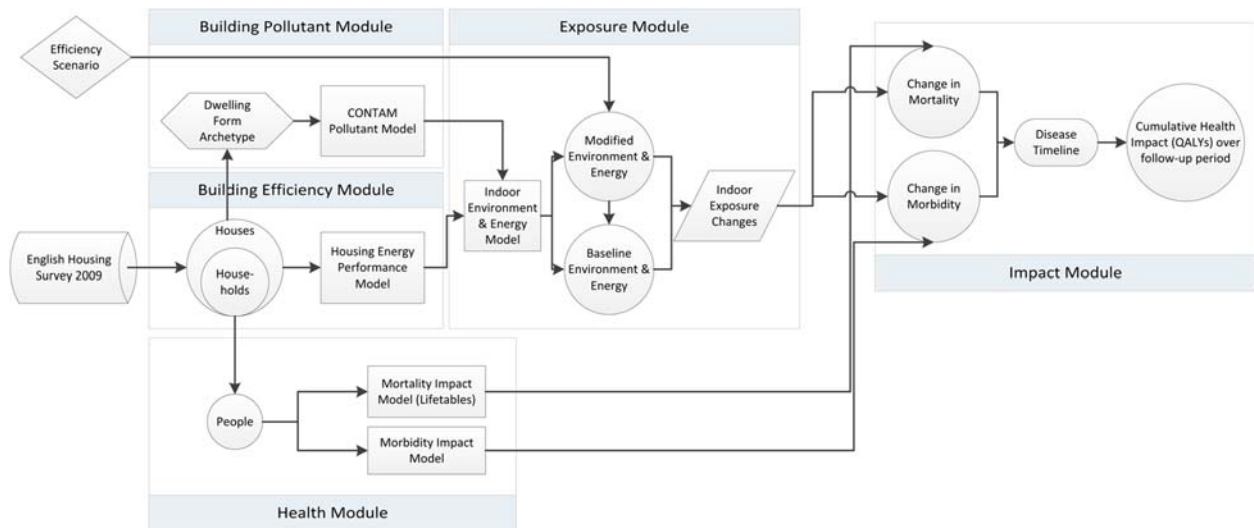 Building Pollutant Module
Exposure Module
Efficiency
Scenario
Dwelling
Form
Archetype
CONTAM
Pollutant Model
Modified
Environment &
Energy
Change in
Mortality
Disease
Timeline
Cumulative Health
Impact (QALYs) over
follow-up period
Building Efficiency Module
Indoor
Environment
& Energy Model
Indoor
Exposure
Changes
Change in
Morbidity
English Housing
Survey 2009
Houses
House-
holds
Housing Energy
Performance
Model
Baseline
Environment &
Energy
Impact Module
People
Mortality Impact
Model (Lifetables)
Morbidity Impact
Model
Health Module